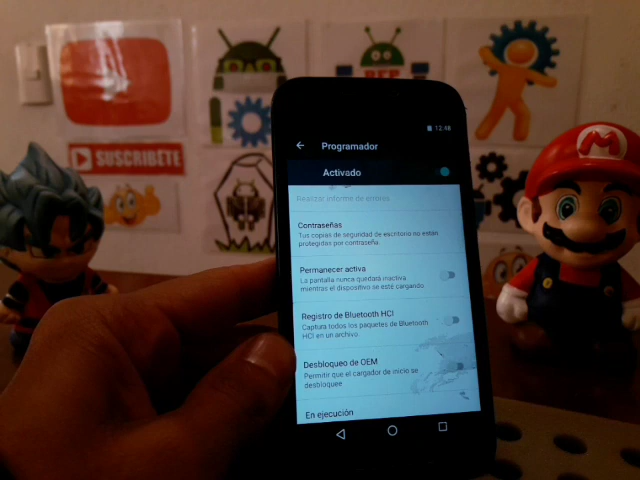 12:48
Programador
Activado
Realizar informe de errores
Contraseñas
Tus copias de seguridad de escritorio no están
protegidas por contraseña.
Permanecer activa
La pantalla nunca quedará inactiva
mientras el dispositivo se esté cargando
Registro de Bluetooth HCI
Captura todos los paquetes de Bluetooth
HCI en un archivo
Desbloqueo de OEM
Permitir que el cargador de inicio se
desbloquee
En ejecución
SUSCRIBETE
M